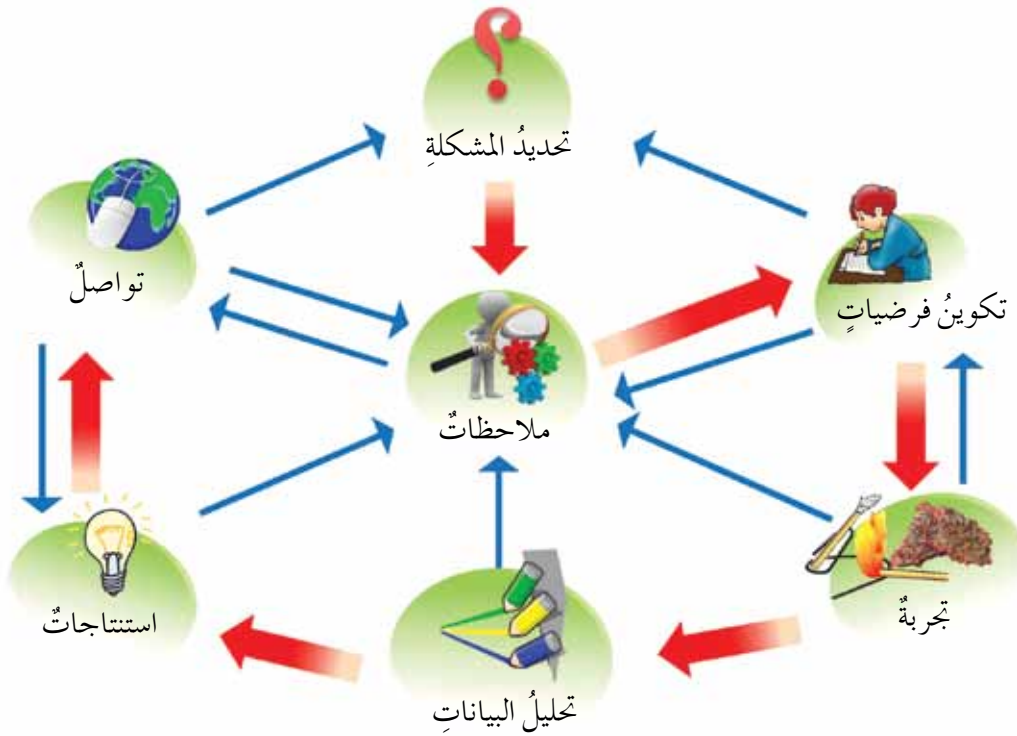 تحديدُ المشكلةِ
تواصلٌ
تكوينُ فرضياتٍ
ملاحظاتٌ
استنتاجاتٌ
تجربةٌ
تحليلُ البياناتِ